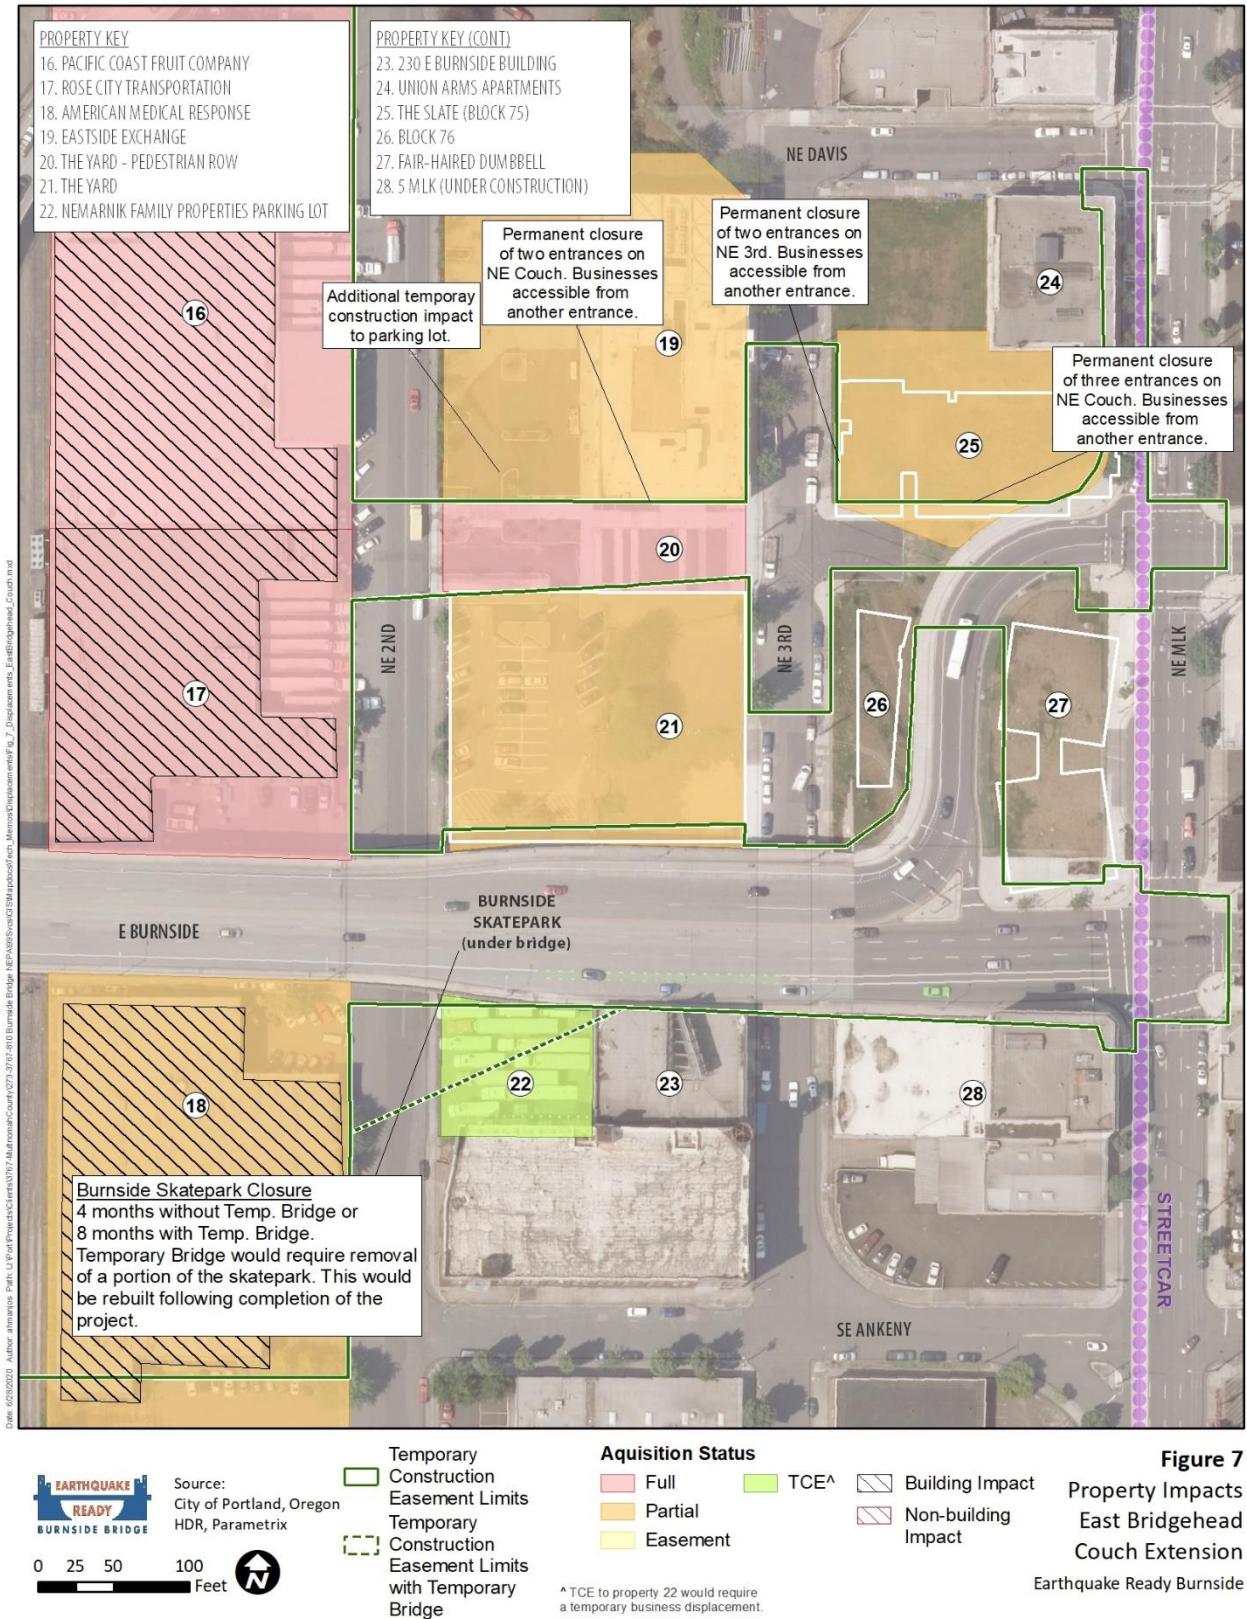 PROPERTY KEY
16. PACIFIC COAST FRUIT COMPANY
17. ROSE CITY TRANSPORTATION
18. AMERICAN MEDICAL RESPONSE
19. EASTSIDE EXCHANGE
20. THE YARD - PEDESTRIAN ROW
21. THE YARD
22. NEMARNIK FAMILY PROPERTIES PARKING LOT
PROPERTY KEY (CONT)
23. 230 E BURNSIDE BUILDING
24. UNION ARMS APARTMENTS
25. THE SLATE (BLOCK 75)
26. BLOCK 76
27. FAIR-HAIRED DUMBBELL
28. 5 MLK (UNDER CONSTRUCTION)
NE DAVIS
Permanent closure
of two entrances on
NE Couch. Businesses
accessible from
another entrance.
Permanent closure
of two entrances on
NE 3rd. Businesses
accessible from
another entrance.
Additional temporay
construction impact
to parking lot.
Permanent closure
of three entrances on
NE Couch. Businesses
accessible from
another entrance.
16
19
24
25
20
NE 2ND
NE 3RD
NE MLK
17
21
26
27
E BURNSIDE
BURNSIDE
SKATEPARK
(under bridge)
18
22
23
28
Burnside Skatepark Closure
4 months without Temp. Bridge or
8 months with Temp. Bridge.
Temporary Bridge would require removal
of a portion of the skatepark. This would
be rebuilt following completion of the
project.
STREETCAR
SE ANKENY
EARTHQUAKE
READY
BURNSIDE BRIDGE
Source:
City of Portland, Oregon
HDR, Parametrix
0 25 50 100
Feet
N
Temporary
Construction
Easement Limits
Temporary
Construction
Easement Limits
with Temporary
Bridge
Aquisition Status
Full
Partial
Easement
TCE^
Building Impact
Non-building
Impact
^ TCE to property 22 would require
a temporary business displacement.
Figure 7
Property Impacts
East Bridgehead
Couch Extension
Earthquake Ready Burnside